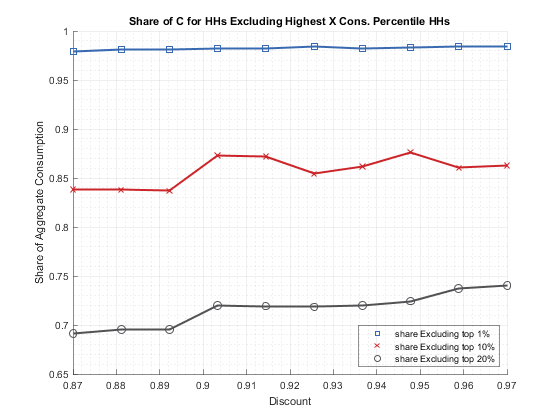 Share of C for HHs Excluding Highest X Cons. Percentile HHs
1
0.95
0.9
0.85
0.8
0.75
0.7
0.65
Share of Aggregate Consumption
share Excluding top 1%
share Excluding top 10%
share Excluding top 20%
0.87 0.88 0.89 0.9 0.91 0.92 0.93 0.94 0.95 0.96 0.97
Discount